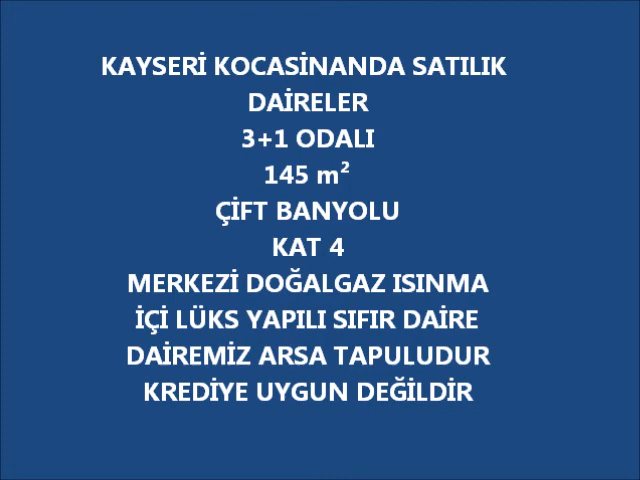 KAYSERİ KOCASİNANDA SATILIK
DAİRELER
3+1 ODALI
145 m²
ÇİFT BANYOLU
KAT 4
MERKEZİ DOĞALGAZ ISINMA
İÇİ LÜKS YAPILI SIFIR DAİRE
DAİREMİZ ARSA TAPULUDUR
KREDİYE UYGUN DEĞİLDİR